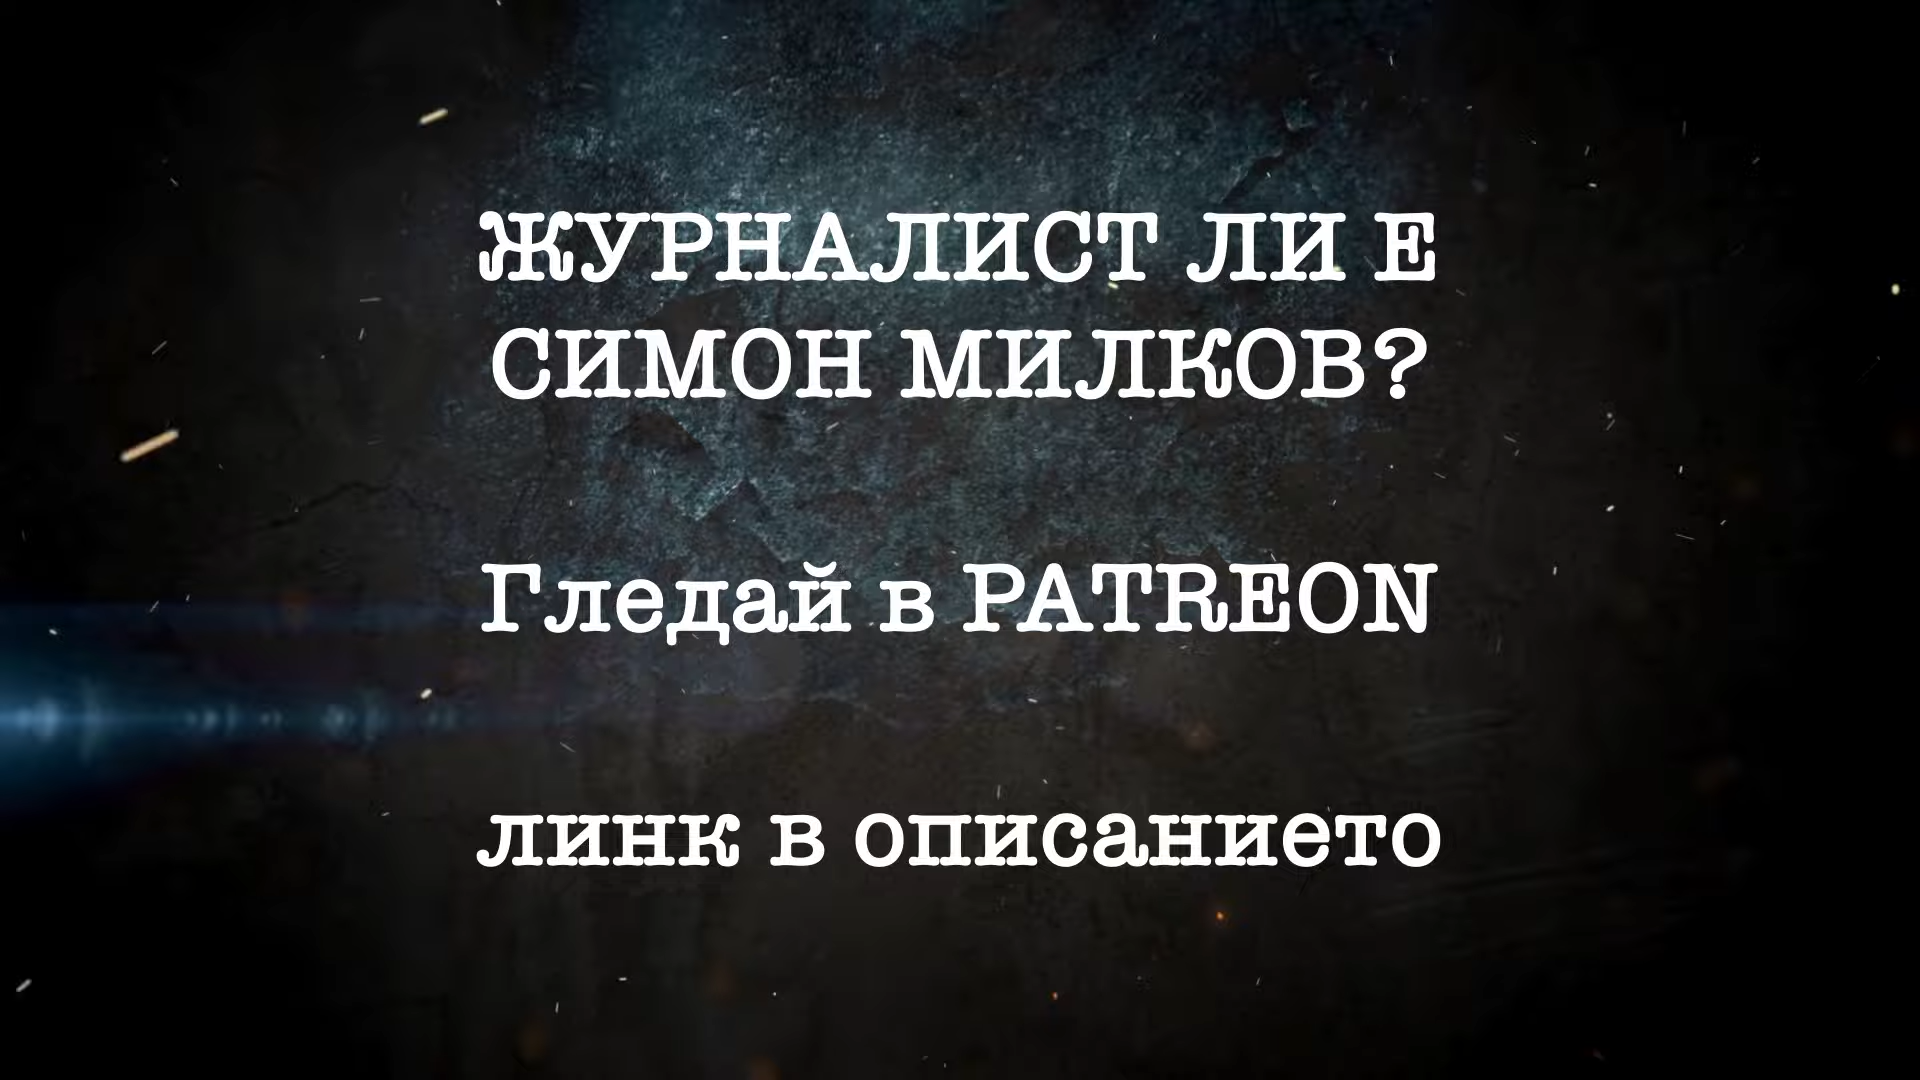 ЖУРНАЛИСТ ЛИ Е
СИМОН МИЛКОВ?
Гледай в PATREON
линк в описанието